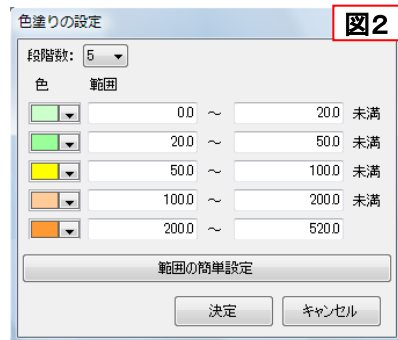 色塗りの設定
図2
段階数: 5
色 範囲
0.0 ～ 20.0 未満
20.0 ～ 50.0 未満
50.0 ～ 100.0 未満
100.0 ～ 200.0 未満
200.0 ～ 520.0
範囲の簡単設定
決定 キャンセル